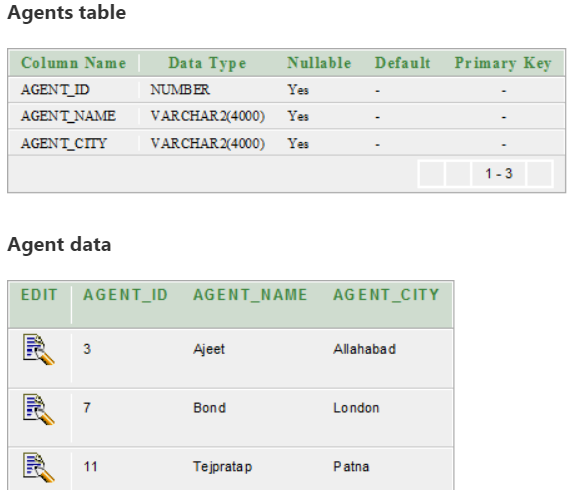 Agents table
Column Name Data Type Nullable Default Primary Key
AGENT_ID NUMBER Yes - -
AGENT_NAME VARCHAR2(4000) Yes - -
AGENT_CITY VARCHAR2(4000) Yes - -
1 - 3
Agent data
EDIT AGENT_ID AGENT_NAME AGENT_CITY
3 Ajeet Allahabad
7 Bond London
11 Tejpratap Patna